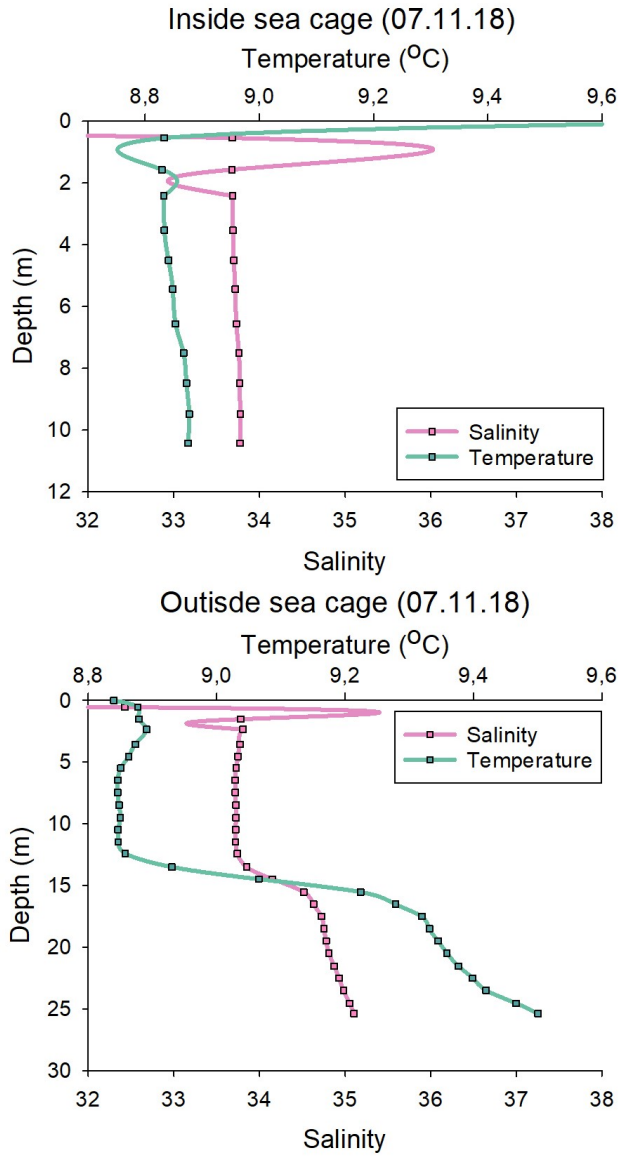 Inside sea cage (07.11.18)
Temperature (°C)
8,8 9,0 9,2 9,4 9,6
0
2
4
6
8
10
12
Depth (m)
Salinity
Temperature
32 33 34 35 36 37 38
Salinity
Outisde sea cage (07.11.18)
Temperature (°C)
8,8 9,0 9,2 9,4 9,6
0
5
10
15
20
25
30
Depth (m)
Salinity
Temperature
32 33 34 35 36 37 38
Salinity